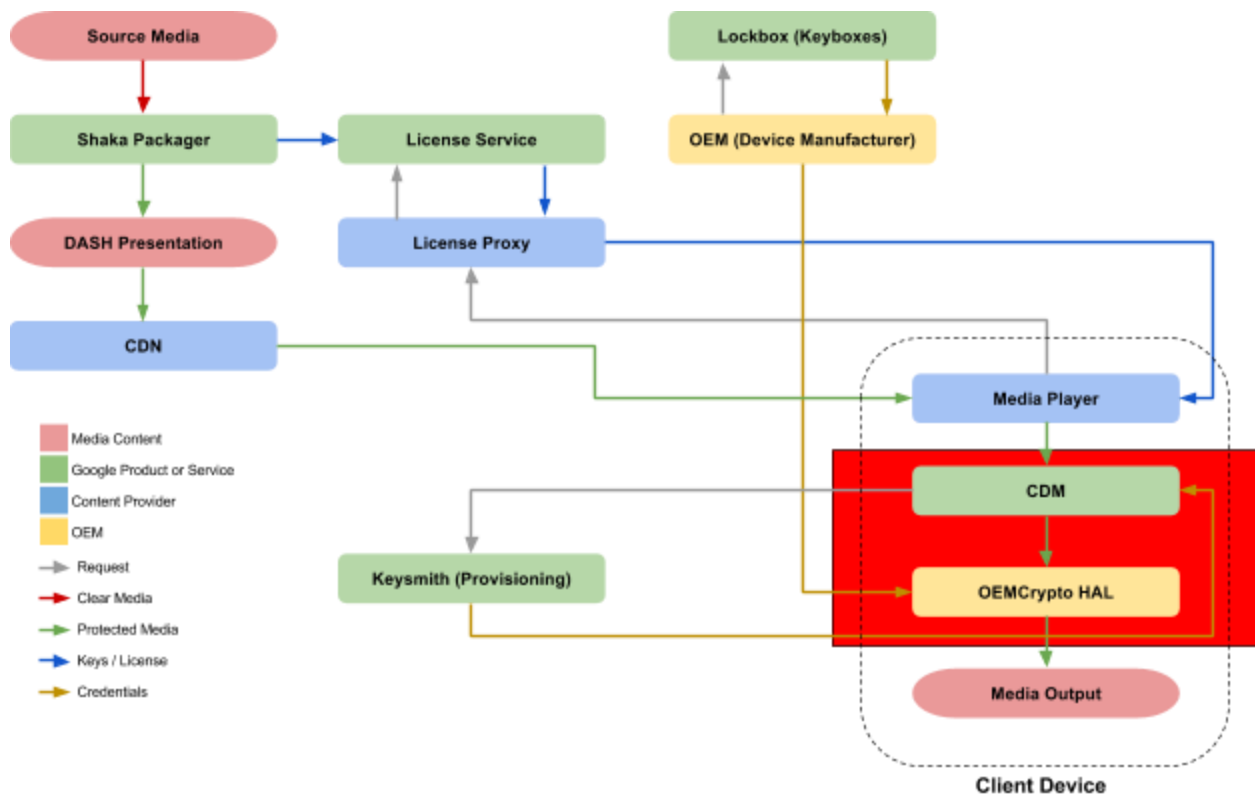 Source Media
Lockbox (Keyboxes)
Shaka Packager
License Service
OEM (Device Manufacturer)
DASH Presentation
License Proxy
CDN
Media Player
Media Content
Google Product or Service
Content Provider
OEM
Request
Clear Media
Protected Media
Keys / License
Credentials
CDM
Keysmith (Provisioning)
OEMCrypto HAL
Media Output
Client Device